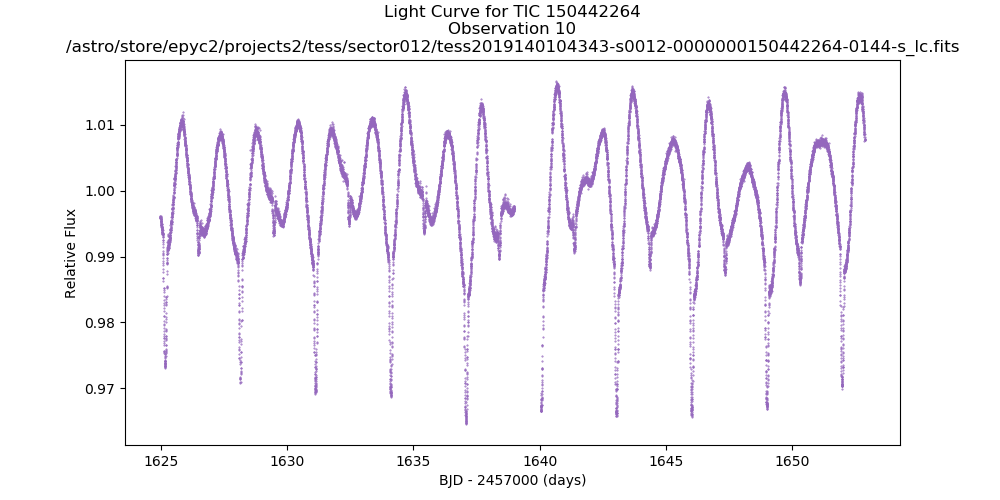 Light Curve for TIC 150442264
Observation 10
/astro/store/epyc2/projects2/tess/sector012/tess2019140104343-s0012-0000000150442264-0144-s_lc.fits
Relative Flux
1.01
1.00
0.99
0.98
0.97
1625 1630 1635 1640 1645 1650
BJD - 2457000 (days)